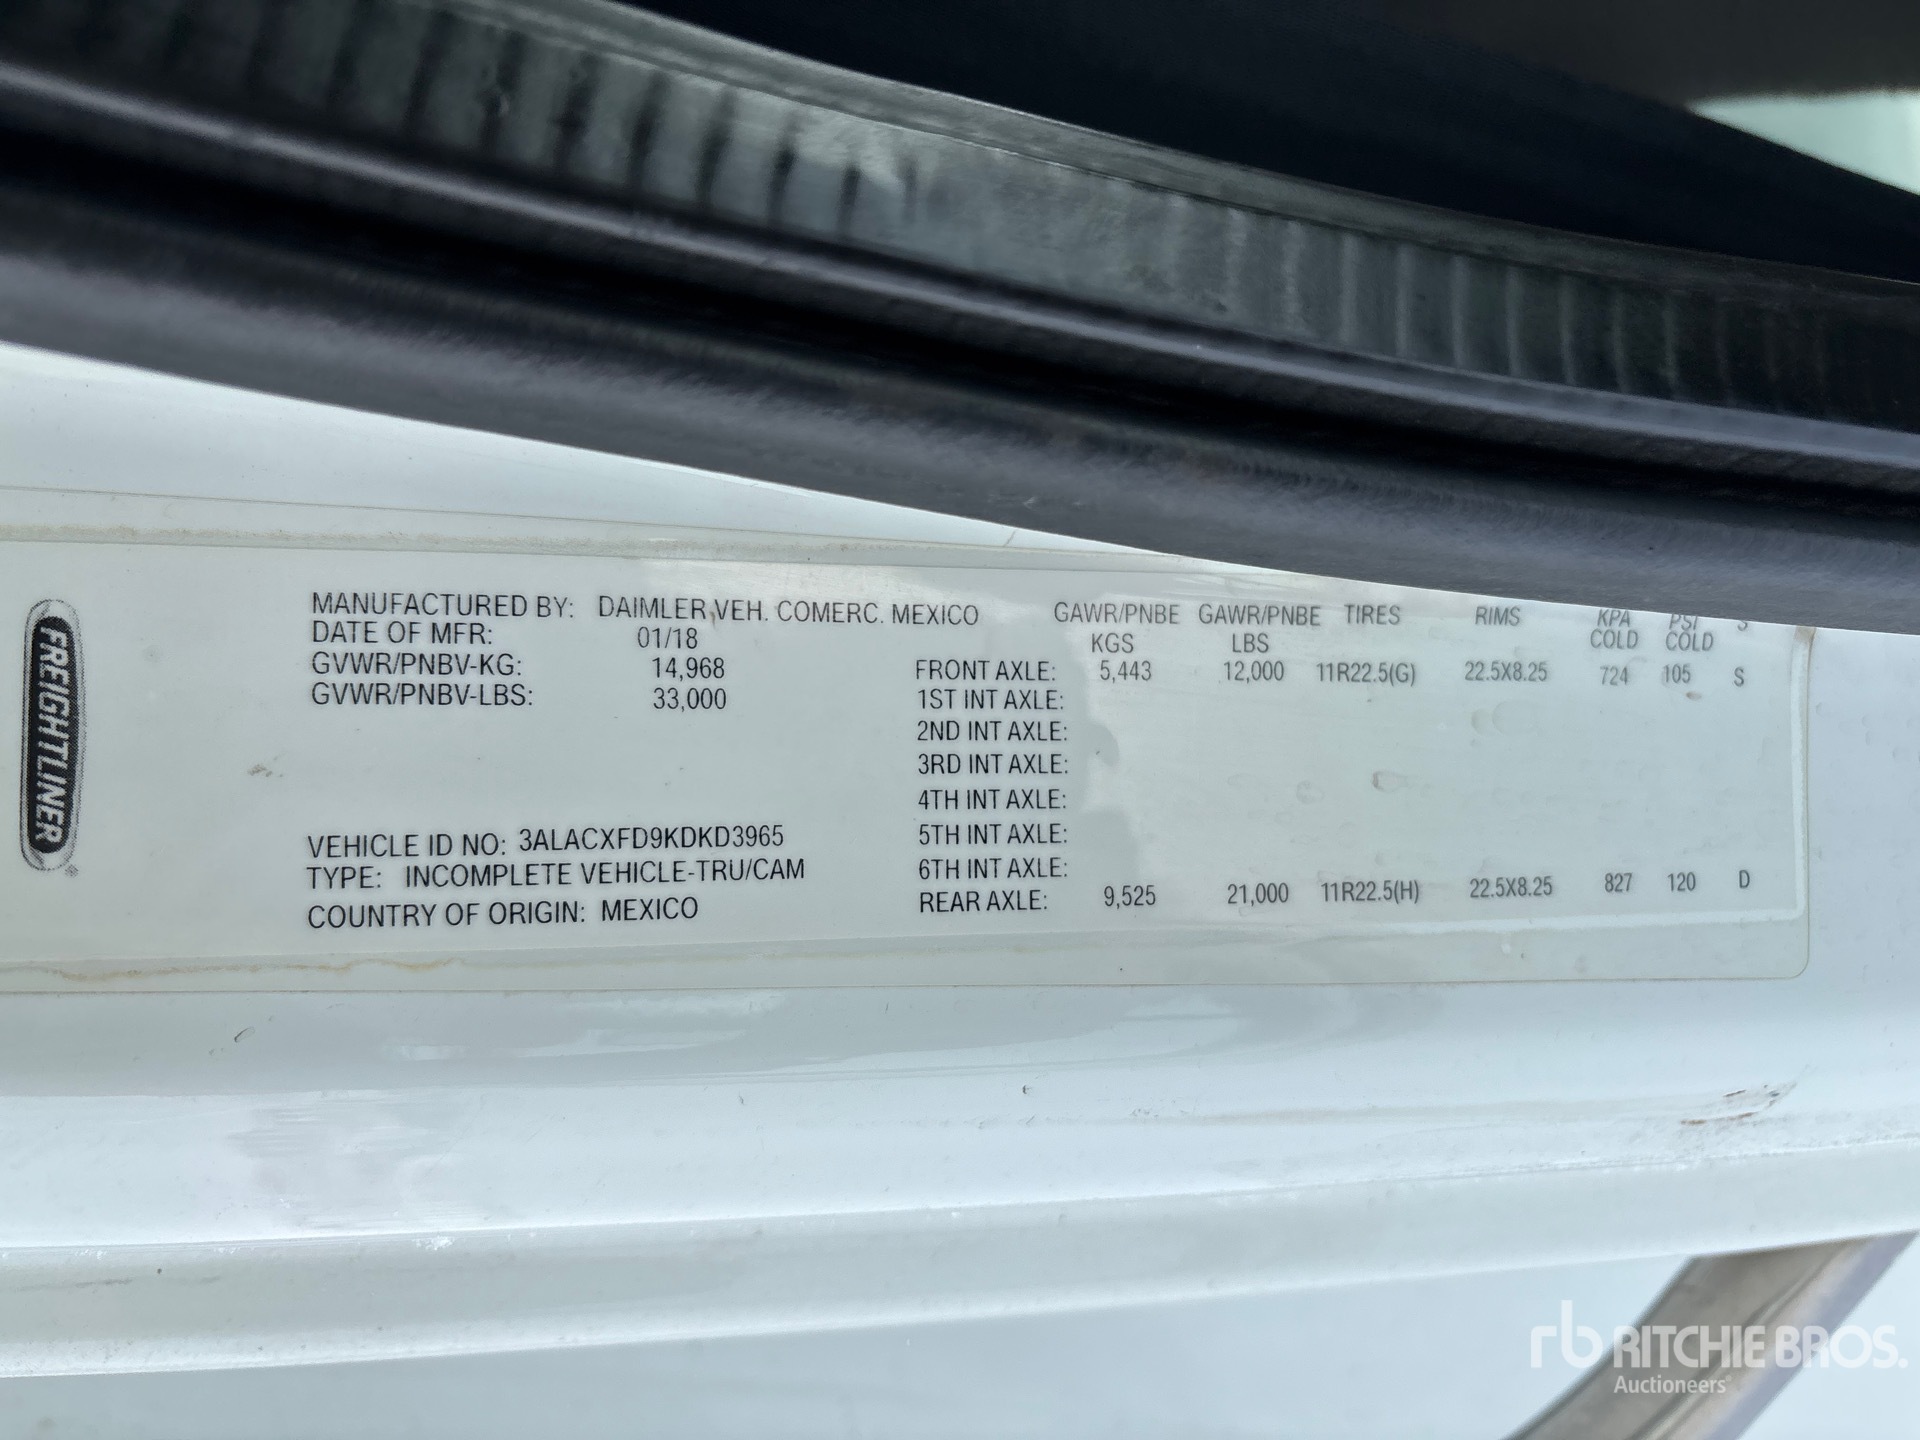 FREIGHTLINER®
MANUFACTURED BY: DAIMLER VEH. COMERC. MEXICO
DATE OF MFR: 01/18
GVWR/PNBV-KG: 14,968
GVWR/PNBV-LBS: 33,000
VEHICLE ID NO: 3ALACXFD9KDKD3965
TYPE: INCOMPLETE VEHICLE-TRU/CAM
COUNTRY OF ORIGIN: MEXICO
GAWR/PNBE GAWR/PNBE TIRES RIMS KPA PSI S
KGS LBS COLD COLD
FRONT AXLE: 5,443 12,000 11R22.5(G) 22.5X8.25 724 105 S
1ST INT AXLE:
2ND INT AXLE:
3RD INT AXLE:
4TH INT AXLE:
5TH INT AXLE:
6TH INT AXLE:
REAR AXLE: 9,525 21,000 11R22.5(H) 22.5X8.25 827 120 D
rb RITCHIE BROS.
Auctioneers